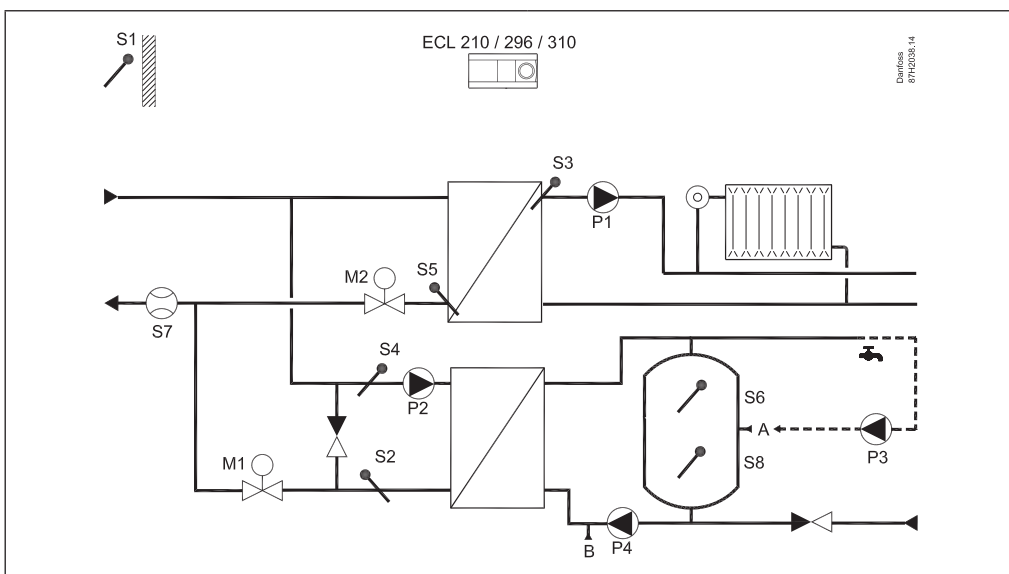 S1
ECL 210 / 296 / 310
Danfoss
87H2038.14
S3
P1
M2
S5
S7
S4
P2
S6
A
P3
M1
S2
S8
B
P4